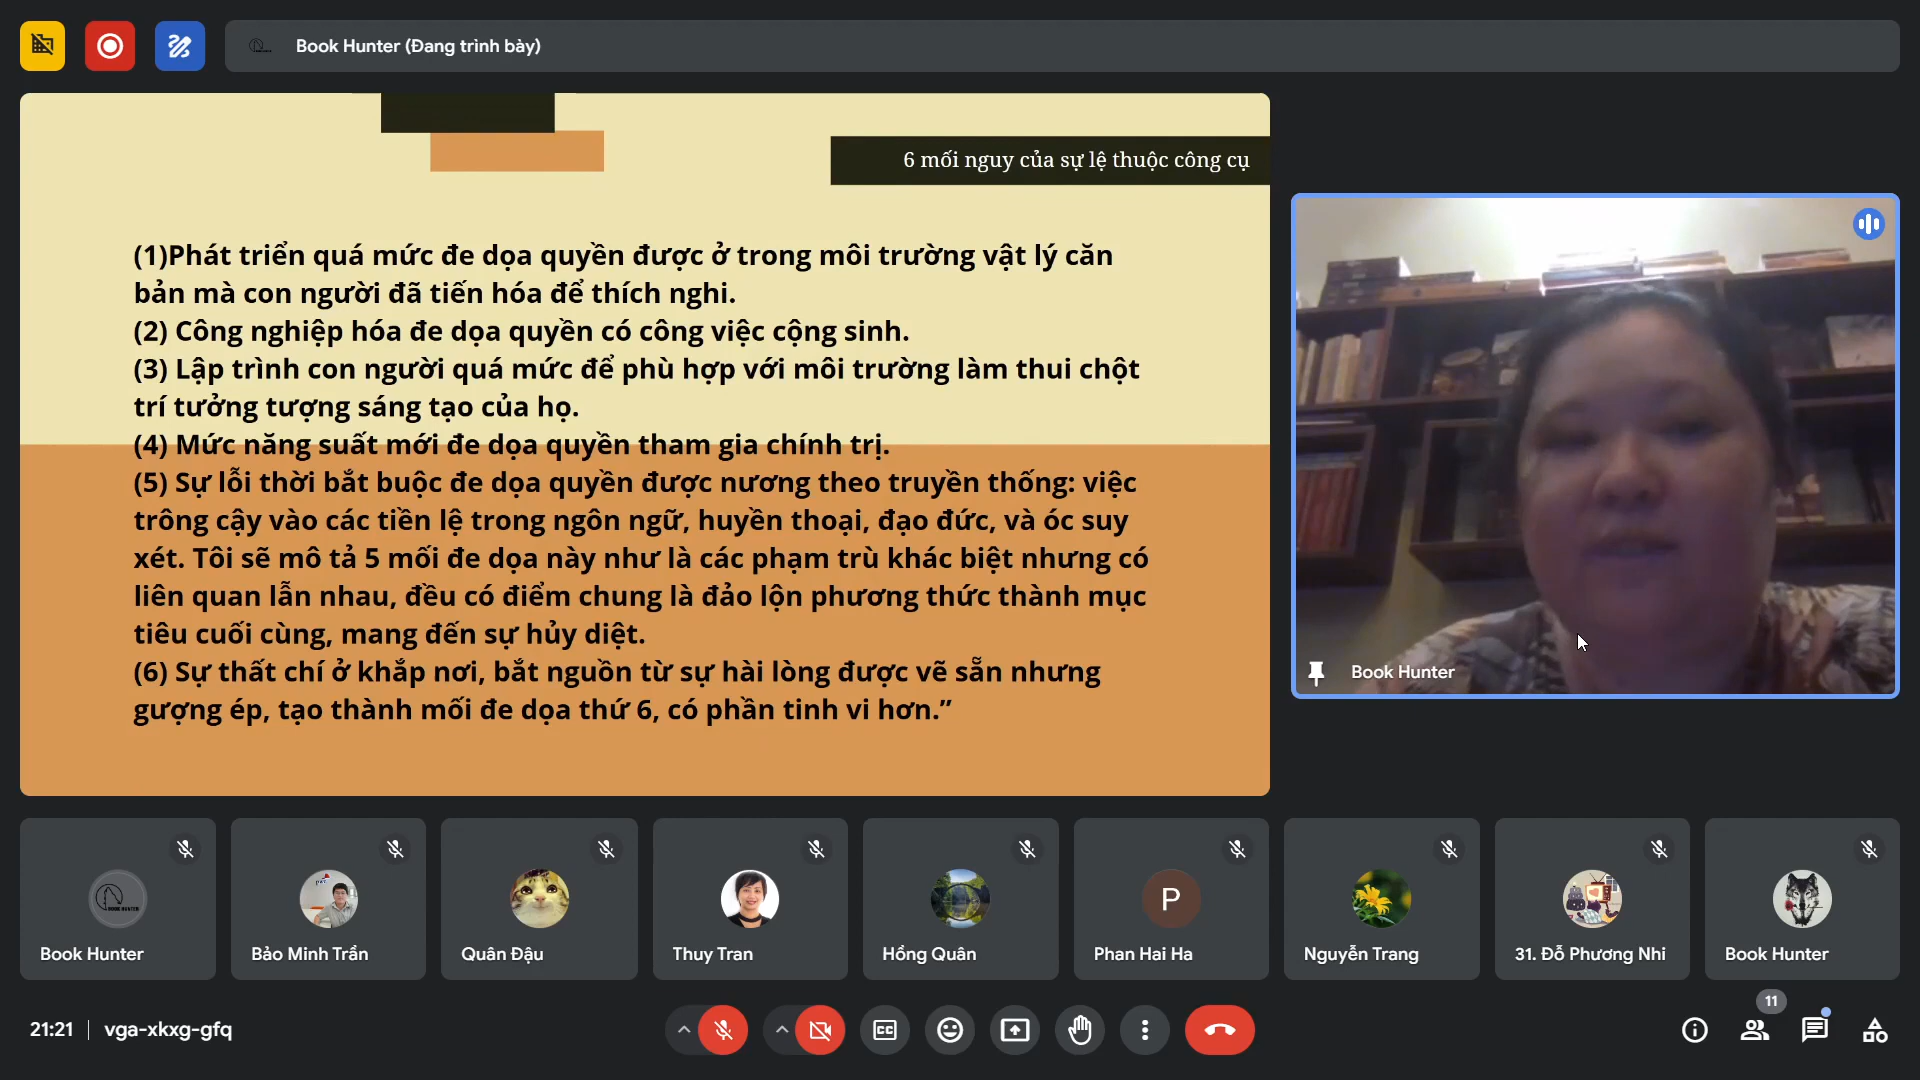 Book Hunter (Đang trình bày)
6 mối nguy của sự lệ thuộc công cụ
(1)Phát triển quá mức đe dọa quyền được ở trong môi trường vật lý căn
bản mà con người đã tiến hóa để thích nghi.
(2) Công nghiệp hóa đe dọa quyền có công việc cộng sinh.
(3) Lập trình con người quá mức để phù hợp với môi trường làm thui chột
trí tưởng tượng sáng tạo của họ.
(4) Mức năng suất mới đe dọa quyền tham gia chính trị.
(5) Sự lỗi thời bắt buộc đe dọa quyền được nương theo truyền thống: việc
trông cậy vào các tiền lệ trong ngôn ngữ, huyền thoại, đạo đức, và óc suy
xét. Tôi sẽ mô tả 5 mối đe dọa này như là các phạm trù khác biệt nhưng có
liên quan lẫn nhau, đều có điểm chung là đảo lộn phương thức thành mục
tiêu cuối cùng, mang đến sự hủy diệt.
(6) Sự thất chí ở khắp nơi, bắt nguồn từ sự hài lòng được vẽ sẵn nhưng
gượng ép, tạo thành mối đe dọa thứ 6, có phần tinh vi hơn.”
Book Hunter
BOOK HUNTER
pwc
P
Book Hunter
Bảo Minh Trần
Quân Đậu
Thuy Tran
Hồng Quân
Phan Hai Ha
Nguyễn Trang
31. Đỗ Phương Nhi
Book Hunter
11
21:21
vga-xkxg-gfq
CC